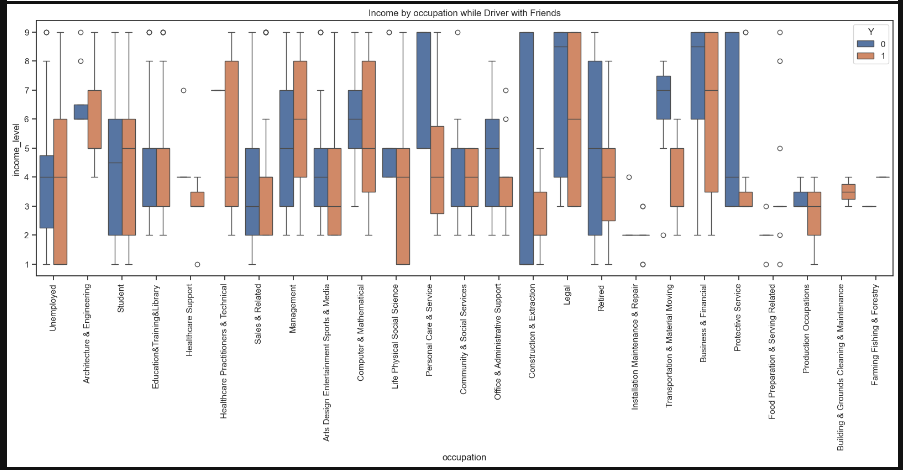 Income by occupation while Driver with Friends
Y
0
1
income_level
9
8
7
6
5
4
3
2
1
Unemployed
Architecture & Engineering
Student
Education&Training&Library
Healthcare Support
Healthcare Practitioners & Technical
Sales & Related
Management
Arts Design Entertainment Sports & Media
Computer & Mathematical
Life Physical Social Science
Personal Care & Service
Community & Social Services
Office & Administrative Support
Construction & Extraction
Legal
Retired
Installation Maintenance & Repair
Transportation & Material Moving
Business & Financial
Protective Service
Food Preparation & Serving Related
Production Occupations
Building & Grounds Cleaning & Maintenance
Farming Fishing & Forestry
occupation